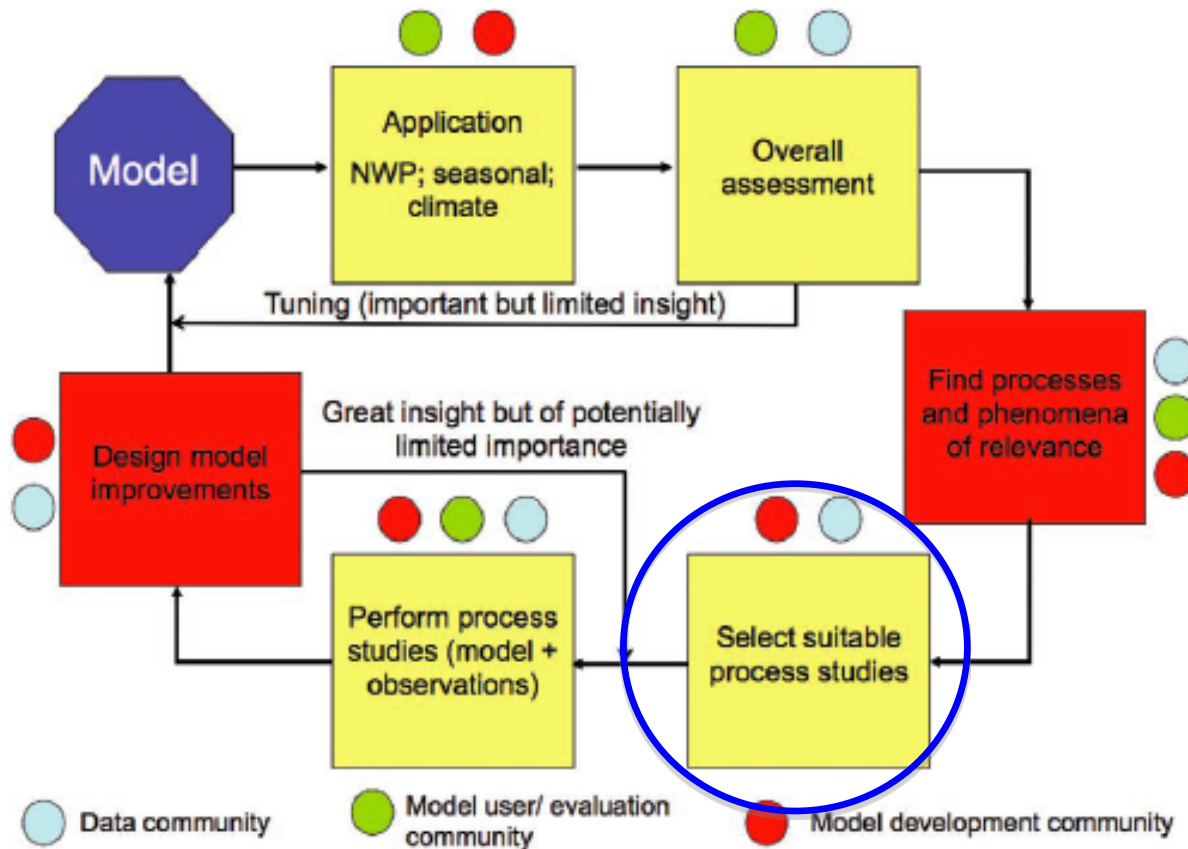 Model
Application
NWP; seasonal;
climate
Overall
assessment
Tuning (important but limited insight)
Find processes
and phenomena
of relevance
Great insight but of potentially
limited importance
Design model
improvements
Perform process
studies (model +
observations)
Select suitable
process studies
Data community
Model user/ evaluation
community
Model development community